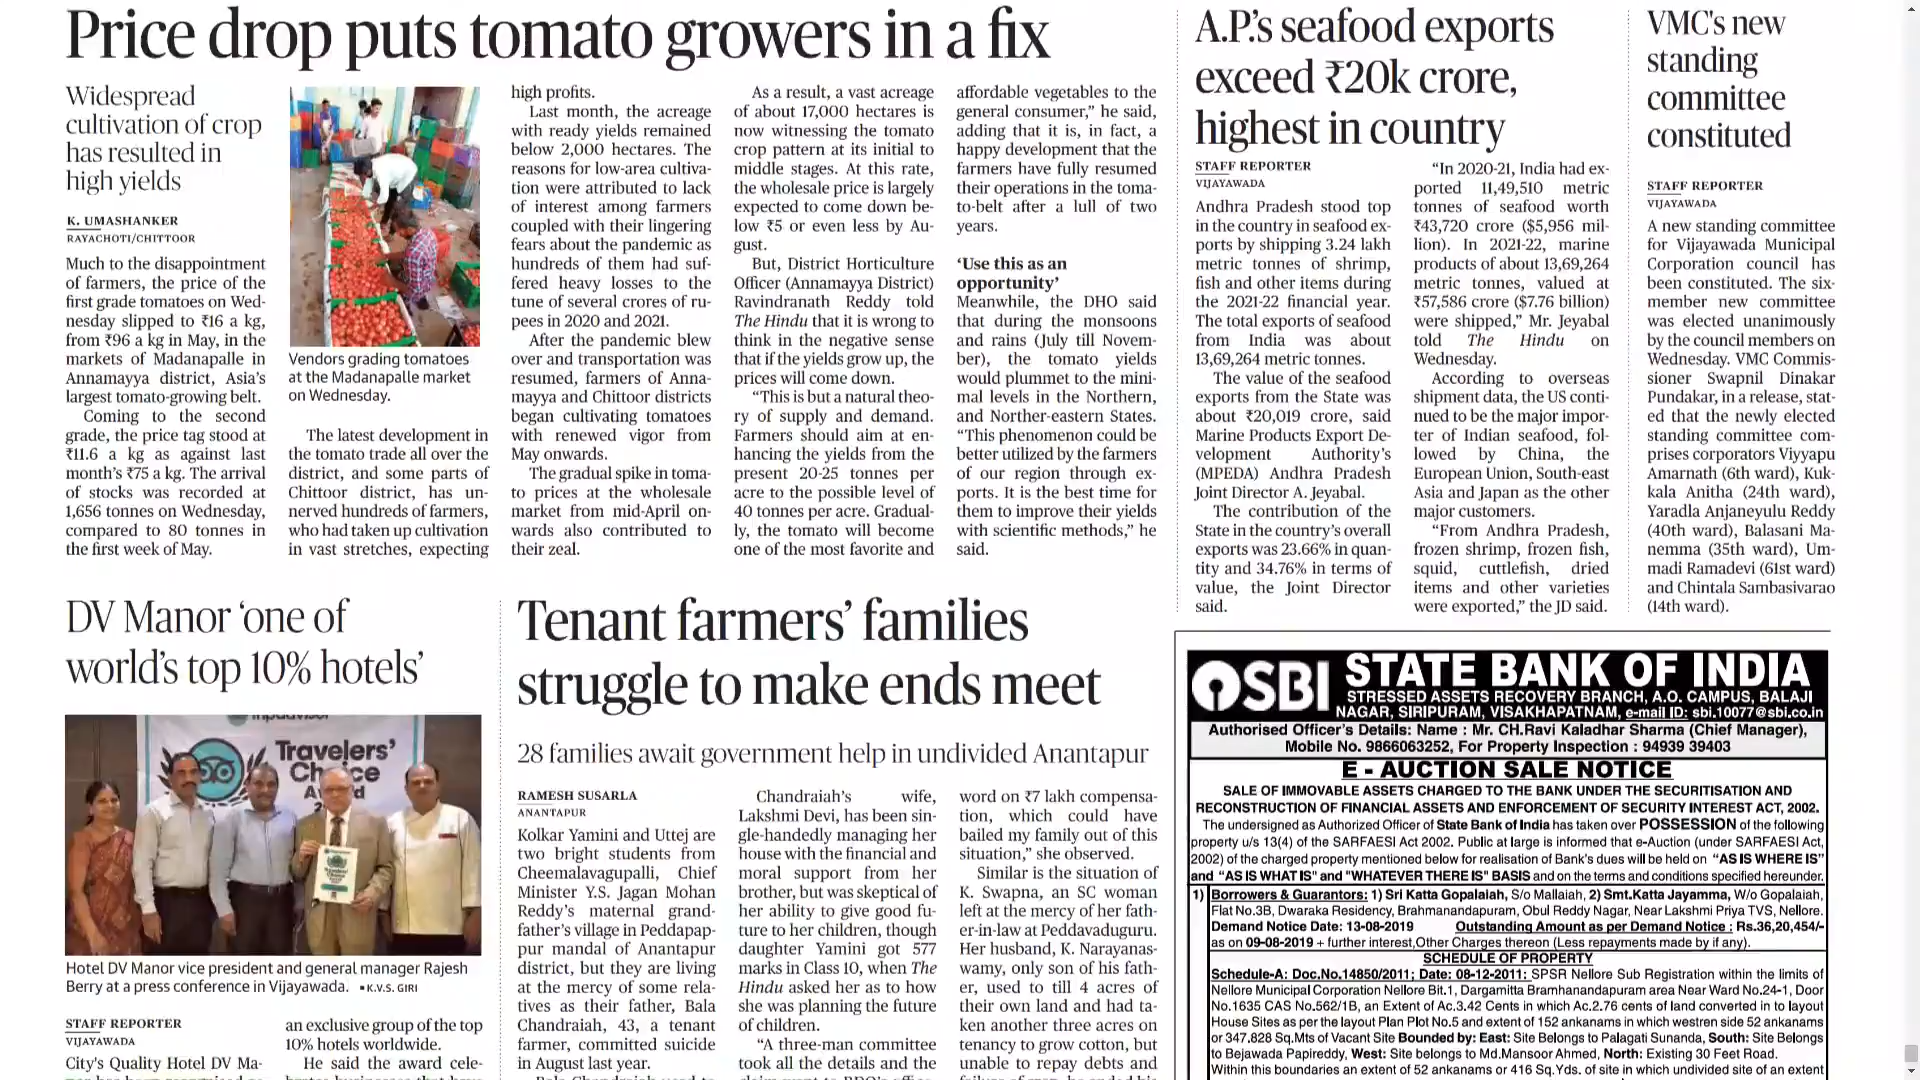 Price drop puts tomato growers in a fix
Widespread
cultivation of crop
has resulted in
high yields
K. UMASHANKER
RAYACHOTI/CHITTOOR
Much to the disappointment
of farmers, the price of the
first grade tomatoes on Wed-
nesday slipped to ₹16 a kg,
from ₹96 a kg in May, in the
markets of Madanapalle in
Annamayya district, Asia's
largest tomato-growing belt.
Coming to the second
grade, the price tag stood at
₹11.6 a kg as against last
month's ₹75 a kg. The arrival
of stocks was recorded at
1,656 tonnes on Wednesday,
compared to 80 tonnes in
the first week of May.
Vendors grading tomatoes
at the Madanapalle market
on Wednesday.
The latest development in
the tomato trade all over the
district, and some parts of
Chittoor district, has un-
nerved hundreds of farmers,
who had taken up cultivation
in vast stretches, expecting
high profits.
Last month, the acreage
with ready yields remained
below 2,000 hectares. The
reasons for low-area cultiva-
tion were attributed to lack
of interest among farmers
coupled with their lingering
fears about the pandemic as
hundreds of them had suf-
fered heavy losses to the
tune of several crores of ru-
pees in 2020 and 2021.
After the pandemic blew
over and transportation was
resumed, farmers of Anna-
mayya and Chittoor districts
began cultivating tomatoes
with renewed vigor from
May onwards.
The gradual spike in toma-
to prices at the wholesale
market from mid-April on-
wards also contributed to
their zeal.
As a result, a vast acreage
of about 17,000 hectares is
now witnessing the tomato
crop pattern at its initial to
middle stages. At this rate,
the wholesale price is largely
expected to come down be-
low ₹5 or even less by Au-
gust.
But, District Horticulture
Officer (Annamayya District)
Ravindranath Reddy told
The Hindu that it is wrong to
think in the negative sense
that if the yields grow up, the
prices will come down.
“This is but a natural theo-
ry of supply and demand.
Farmers should aim at en-
hancing the yields from the
present 20-25 tonnes per
acre to the possible level of
40 tonnes per acre. Gradual-
ly, the tomato will become
one of the most favorite and
affordable vegetables to the
general consumer,” he said,
adding that it is, in fact, a
happy development that the
farmers have fully resumed
their operations in the toma-
to-belt after a lull of two
years.
‘Use this as an
opportunity’
Meanwhile, the DHO said
that during the monsoons
and rains (July till Novem-
ber), the tomato yields
would plummet to the mini-
mal levels in the Northern,
and Norther-eastern States.
“This phenomenon could be
better utilized by the farmers
of our region through ex-
ports. It is the best time for
them to improve their yields
with scientific methods,” he
said.
A.P.'s seafood exports
exceed ₹20k crore,
highest in country
STAFF REPORTER
VIJAYAWADA
Andhra Pradesh stood top
in the country in seafood ex-
ports by shipping 3.24 lakh
metric tonnes of shrimp,
fish and other items during
the 2021-22 financial year.
The total exports of seafood
from India was about
13,69,264 metric tonnes.
The value of the seafood
exports from the State was
about ₹20,019 crore, said
Marine Products Export De-
velopment Authority's
(MPEDA) Andhra Pradesh
Joint Director A. Jeyabal.
The contribution of the
State in the country's overall
exports was 23.66% in quan-
tity and 34.76% in terms of
value, the Joint Director
said.
“In 2020-21, India had ex-
ported 11,49,510 metric
tonnes of seafood worth
₹43,720 crore ($5,956 mil-
lion). In 2021-22, marine
products of about 13,69,264
metric tonnes, valued at
₹57,586 crore ($7.76 billion)
were shipped,” Mr. Jeyabal
told The Hindu on
Wednesday.
According to overseas
shipment data, the US conti-
nued to be the major impor-
ter of Indian seafood, fol-
lowed by China, the
European Union, South-east
Asia and Japan as the other
major customers.
“From Andhra Pradesh,
frozen shrimp, frozen fish,
squid, cuttlefish, dried
items and other varieties
were exported,” the JD said.
VMC's new
standing
committee
constituted
STAFF REPORTER
VIJAYAWADA
A new standing committee
for Vijayawada Municipal
Corporation council has
been constituted. The six-
member new committee
was elected unanimously
by the council members on
Wednesday. VMC Commis-
sioner Swapnil Dinakar
Pundakar, in a release, stat-
ed that the newly elected
standing committee com-
prises corporators Viyyapu
Amarnath (6th ward), Kuk-
kala Anitha (24th ward),
Yaradla Anjaneyulu Reddy
(40th ward), Balasani Ma-
nemma (35th ward), Um-
madi Ramadevi (61st ward)
and Chintala Sambasivarao
(14th ward).
DV Manor ‘one of
world's top 10% hotels’
Travelers'
Choice
Hotel DV Manor vice president and general manager Rajesh
Berry at a press conference in Vijayawada. ▪K.V.S. GIRI
STAFF REPORTER
VIJAYAWADA
City's Quality Hotel DV Ma-
an exclusive group of the top
10% hotels worldwide.
He said the award cele-
Tenant farmers' families
struggle to make ends meet
28 families await government help in undivided Anantapur
RAMESH SUSARLA
ANANTAPUR
Kolkar Yamini and Uttej are
two bright students from
Cheemalavagupalli, Chief
Minister Y.S. Jagan Mohan
Reddy's maternal grand-
father's village in Peddapap-
pur mandal of Anantapur
district, but they are living
at the mercy of some rela-
tives as their father, Bala
Chandraiah, 43, a tenant
farmer, committed suicide
in August last year.
Chandraiah's wife,
Lakshmi Devi, has been sin-
gle-handedly managing her
house with the financial and
moral support from her
brother, but was skeptical of
her ability to give good fu-
ture to her children, though
daughter Yamini got 577
marks in Class 10, when The
Hindu asked her as to how
she was planning the future
of children.
“A three-man committee
took all the details and the
word on ₹7 lakh compensa-
tion, which could have
bailed my family out of this
situation,” she observed.
Similar is the situation of
K. Swapna, an SC woman
left at the mercy of her fath-
er-in-law at Peddavaduguru.
Her husband, K. Narayanas-
wamy, only son of his fath-
er, used to till 4 acres of
their own land and had ta-
ken another three acres on
tenancy to grow cotton, but
unable to repay debts and
SBI
STATE BANK OF INDIA
STRESSED ASSETS RECOVERY BRANCH, A.O. CAMPUS, BALAJI
NAGAR, SIRIPURAM, VISAKHAPATNAM, e-mail ID: sbi.10077@sbi.co.in
Authorised Officer's Details: Name : Mr. CH.Ravi Kaladhar Sharma (Chief Manager),
Mobile No. 9866063252, For Property Inspection : 94939 39403
E - AUCTION SALE NOTICE
SALE OF IMMOVABLE ASSETS CHARGED TO THE BANK UNDER THE SECURITISATION AND
RECONSTRUCTION OF FINANCIAL ASSETS AND ENFORCEMENT OF SECURITY INTEREST ACT, 2002.
The undersigned as Authorized Officer of State Bank of India has taken over POSSESSION of the following
property u/s 13(4) of the SARFAESI Act 2002. Public at large is informed that e-Auction (under SARFAESI Act,
2002) of the charged property mentioned below for realisation of Bank's dues will be held on “AS IS WHERE IS”
and “AS IS WHAT IS" and "WHATEVER THERE IS" BASIS and on the terms and conditions specified hereunder.
1) Borrowers & Guarantors: 1) Sri Katta Gopalaiah, S/o Mallaiah, 2) Smt.Katta Jayamma, W/o Gopalaiah,
Flat No.3B, Dwaraka Residency, Brahmanandapuram, Obul Reddy Nagar, Near Lakshmi Priya TVS, Nellore.
Demand Notice Date: 13-08-2019 Outstanding Amount as per Demand Notice : Rs.36,20,454/-
as on 09-08-2019 + further interest,Other Charges thereon (Less repayments made by if any).
SCHEDULE OF PROPERTY
Schedule-A: Doc.No.14850/2011; Date: 08-12-2011: SPSR Nellore Sub Registration within the limits of
Nellore Municipal Corporation Nellore Bit.1, Dargamitta Bramhanandapuram area Near Ward No.24-1, Door
No.1635 CAS No.562/1B, an Extent of Ac.3.42 Cents in which Ac.2.76 cents of land converted in to layout
House Sites as per the layout Plan Plot No.5 and extent of 152 ankanams in which westren side 52 ankanams
or 347.828 Sq.Mts of Vacant Site Bounded by: East: Site Belongs to Palagati Sunanda, South: Site Belongs
to Bejawada Papireddy, West: Site belongs to Md.Mansoor Ahmed, North: Existing 30 Feet Road.
Within this boundaries an extent of 52 ankanams or 416 Sq.Yds. of site in which undivided site of an extent